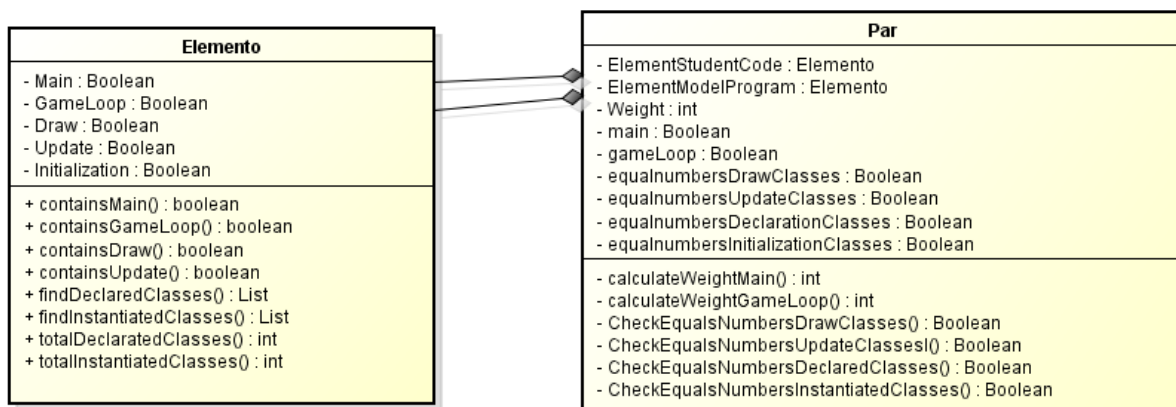 Elemento
- Main : Boolean
- GameLoop : Boolean
- Draw : Boolean
- Update : Boolean
- Initialization : Boolean
+ containsMain() : boolean
+ containsGameLoop() : boolean
+ containsDraw() : boolean
+ containsUpdate() : boolean
+ findDeclaredClasses() : List
+ findInstantiatedClasses() : List
+ totalDeclaratedClasses() : int
+ totalInstantiatedClasses() : int
Par
- ElementStudentCode : Elemento
- ElementModelProgram : Elemento
- Weight : int
- main : Boolean
- gameLoop : Boolean
- equalnumbersDrawClasses : Boolean
- equalnumbersUpdateClasses : Boolean
- equalnumbersDeclarationClasses : Boolean
- equalnumbersInitializationClasses : Boolean
- calculateWeightMain() : int
- calculateWeightGameLoop() : int
- CheckEqualsNumbersDrawClasses() : Boolean
- CheckEqualsNumbersUpdateClassesI() : Boolean
- CheckEqualsNumbersDeclaredClasses() : Boolean
- CheckEqualsNumbersInstantiatedClasses() : Boolean